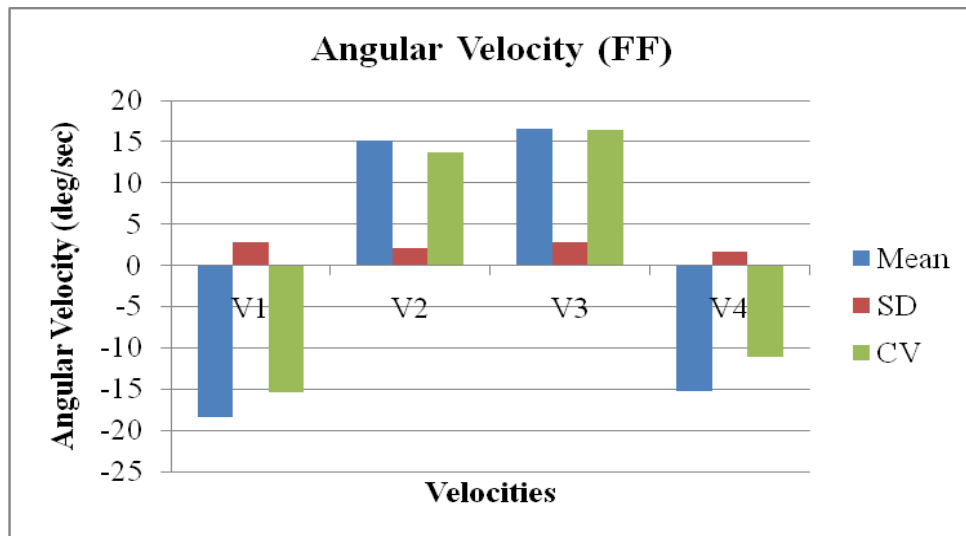 Angular Velocity (FF)
Angular Velocity (deg/sec)
20
15
10
5
0
-5
-10
-15
-20
-25
V1 V2 V3 V4
Velocities
Mean
SD
CV